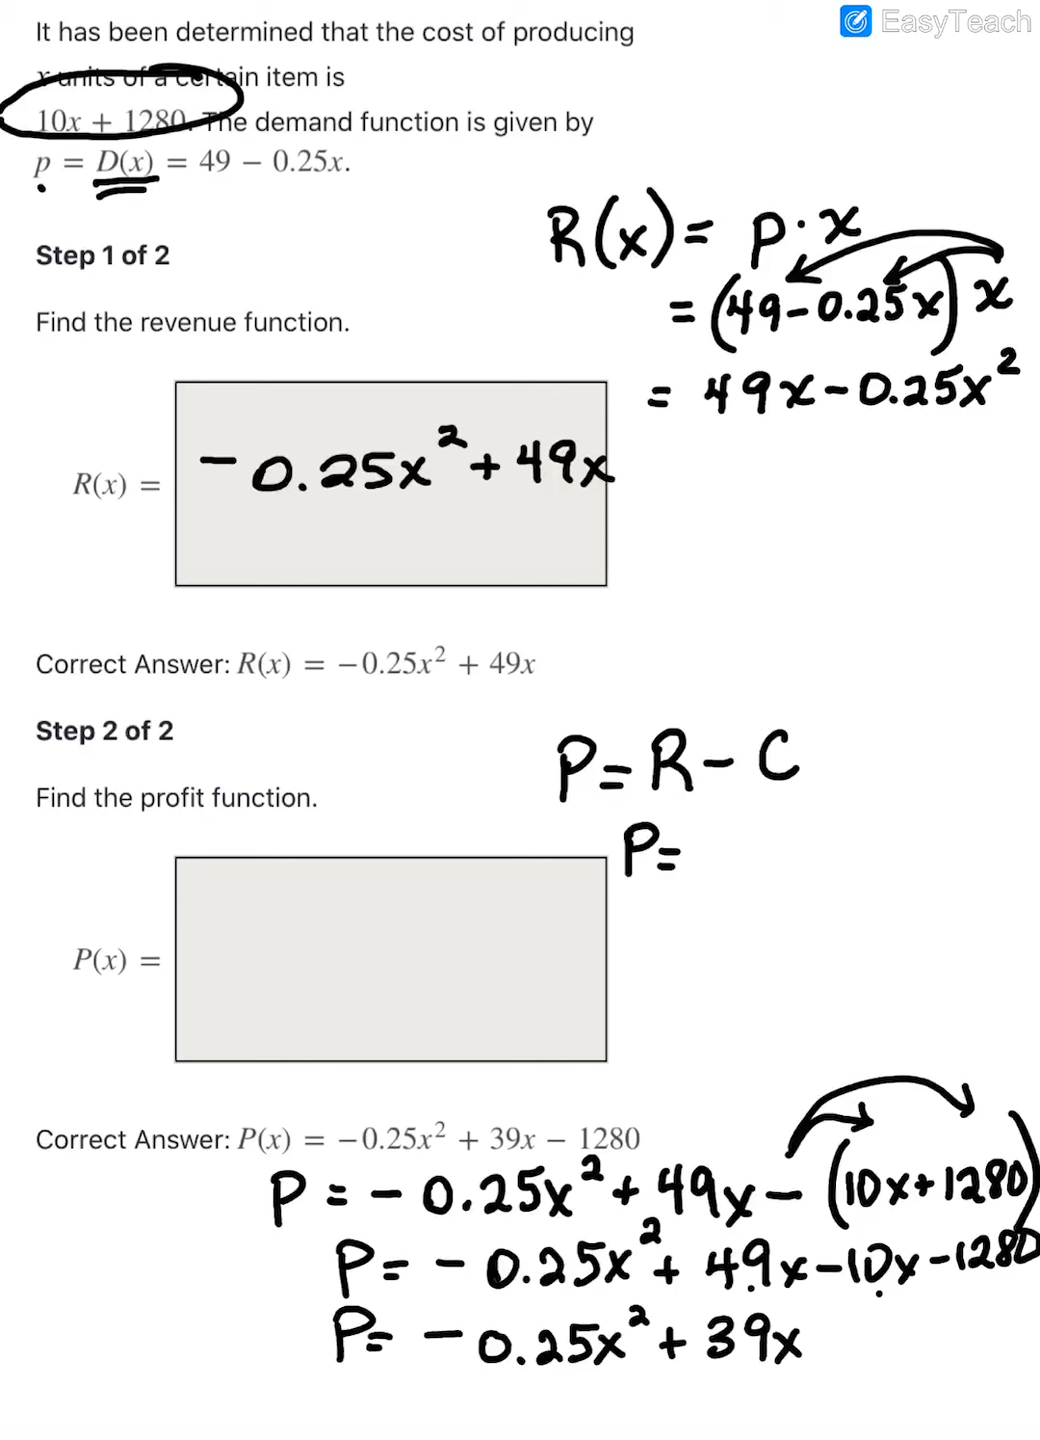 It has been determined that the cost of producing
EasyTeach
x units of a certain item is
10x + 1280. The demand function is given by
p = D(x) = 49 − 0.25x.
R(x) = p · x
Step 1 of 2
= (49 − 0.25x) x
Find the revenue function.
= 49x − 0.25x²
R(x) = −0.25x² + 49x
Correct Answer: R(x) = −0.25x² + 49x
Step 2 of 2
P = R − C
Find the profit function.
P =
P(x) =
Correct Answer: P(x) = −0.25x² + 39x − 1280
P = − 0.25x² + 49x − (10x + 1280)
P = − 0.25x² + 49x − 10x − 1280
P = − 0.25x² + 39x